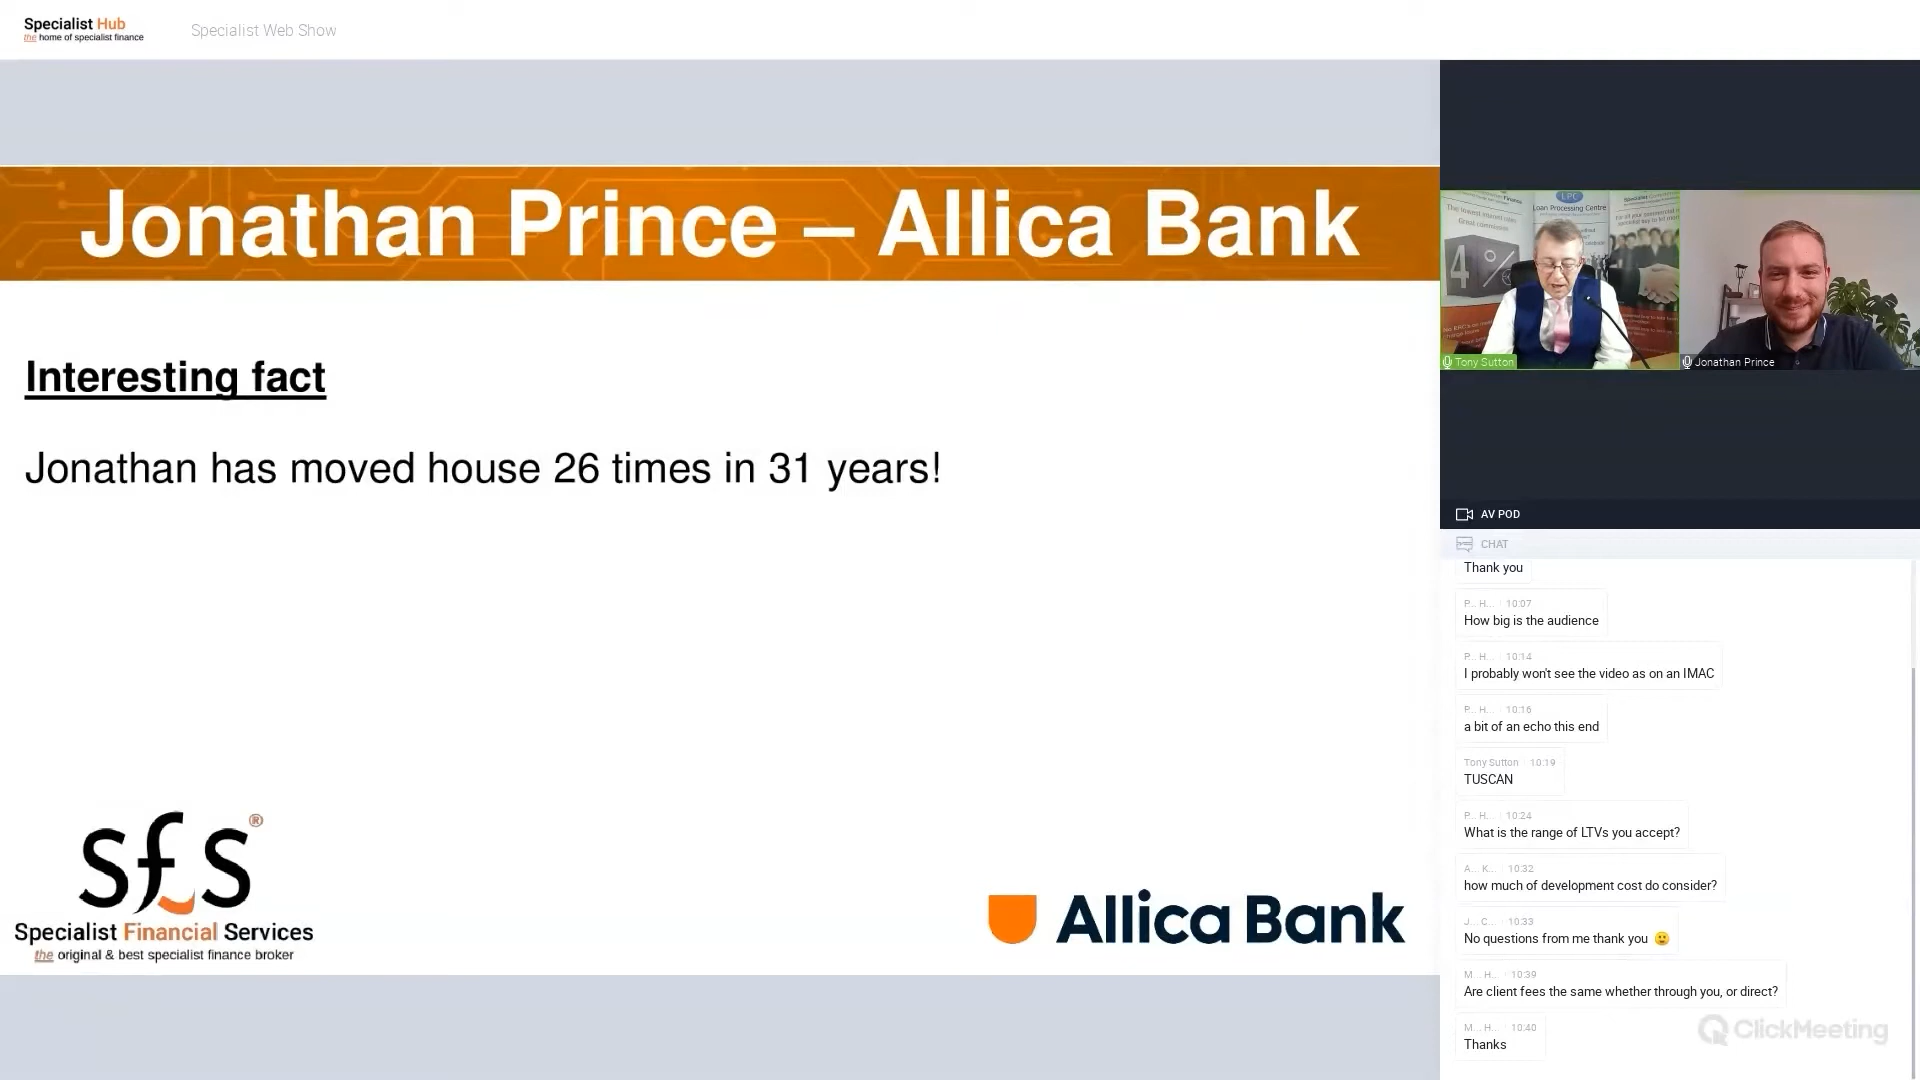 Specialist Hub
the home of specialist finance
Specialist Web Show
Jonathan Prince – Allica Bank
Interesting fact
Jonathan has moved house 26 times in 31 years!
sfs®
Specialist Financial Services
the original & best specialist finance broker
Allica Bank
LPC
Loan Processing Centre
4%
Tony Sutton
Jonathan Prince
AV POD
CHAT
Thank you
P... H... 10:07
How big is the audience
P... H... 10:14
I probably won't see the video as on an IMAC
P... H... 10:16
a bit of an echo this end
Tony Sutton 10:19
TUSCAN
P... H... 10:24
What is the range of LTVs you accept?
A... K... 10:32
how much of development cost do consider?
J... C... 10:33
No questions from me thank you 🙂
M... H... 10:39
Are client fees the same whether through you, or direct?
M... H... 10:40
Thanks
ClickMeeting